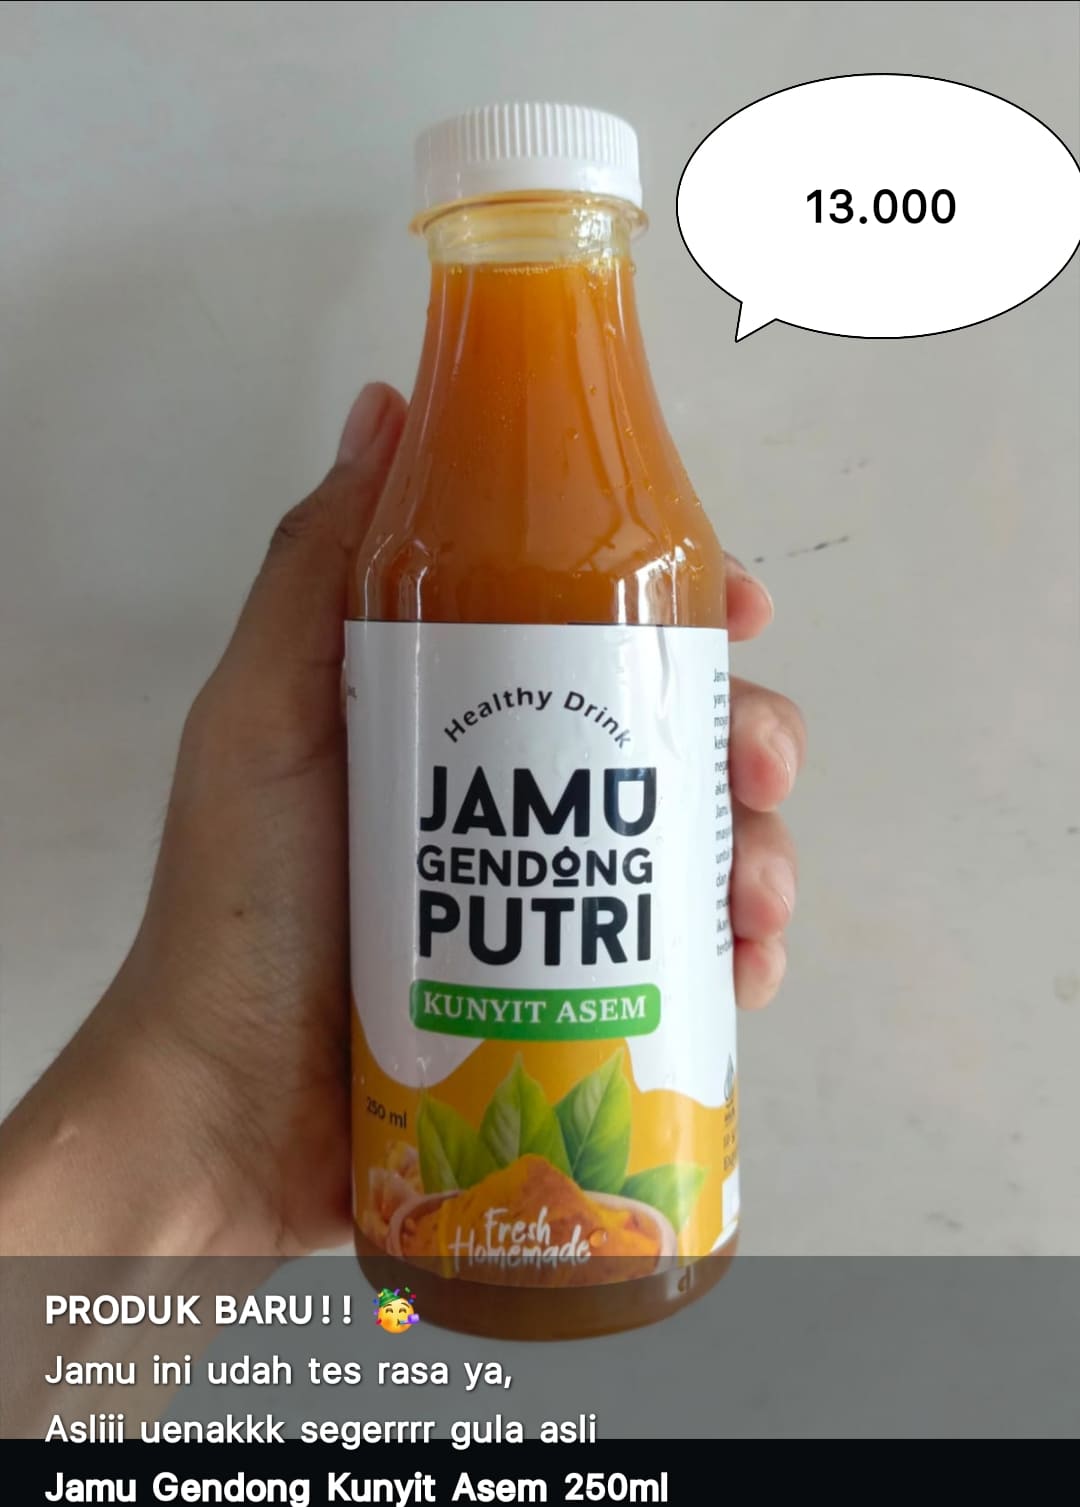 13.000
Healthy Drink
JAMU
GENDONG
PUTRI
KUNYIT ASEM
250 ml
Fresh
Homemade
PRODUK BARU!! 🥳
Jamu ini udah tes rasa ya,
Asliii uenakkk segerrrr gula asli
Jamu Gendong Kunyit Asem 250ml